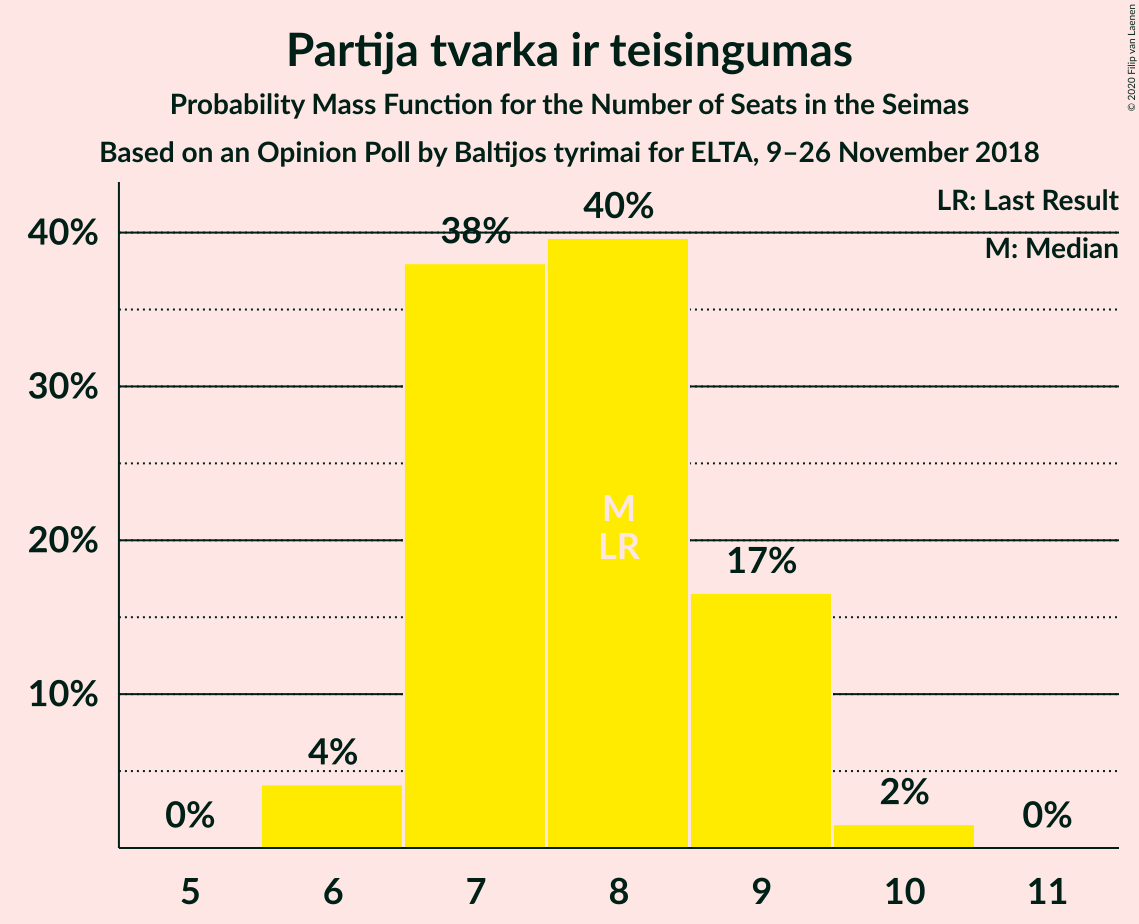 Partija tvarka ir teisingumas
Probability Mass Function for the Number of Seats in the Seimas
Based on an Opinion Poll by Baltijos tyrimai for ELTA, 9–26 November 2018
© 2020 Filip van Laenen
LR: Last Result
M: Median
40%
30%
20%
10%
0%
4%
38%
40%
17%
2%
0%
M
LR
5
6
7
8
9
10
11